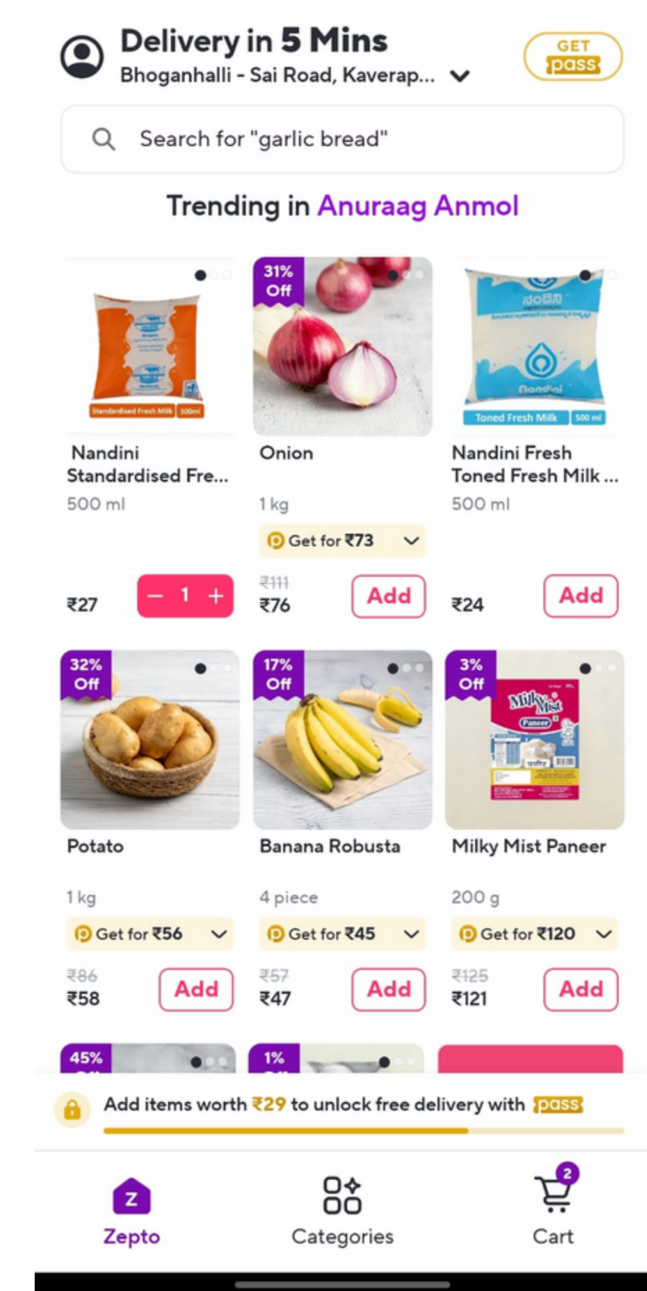 Delivery in 5 Mins
Bhoganhalli - Sai Road, Kaverap...
GET
pass
Search for "garlic bread"
Trending in Anuraag Anmol
Standardised Fresh Milk 500ml
31%
Off
ನಂದಿನಿ
Nandini
Toned Fresh Milk 500 ml
Nandini
Standardised Fre...
500 ml
₹27
1
Onion
1 kg
Get for ₹73
₹111
₹76
Add
Nandini Fresh
Toned Fresh Milk ...
500 ml
₹24
Add
32%
Off
17%
Off
3%
Off
Milky Mist
Paneer
Potato
1 kg
Get for ₹56
₹86
₹58
Add
Banana Robusta
4 piece
Get for ₹45
₹57
₹47
Add
Milky Mist Paneer
200 g
Get for ₹120
₹125
₹121
Add
45%
1%
Add items worth ₹29 to unlock free delivery with pass
Z
Zepto
Categories
2
Cart